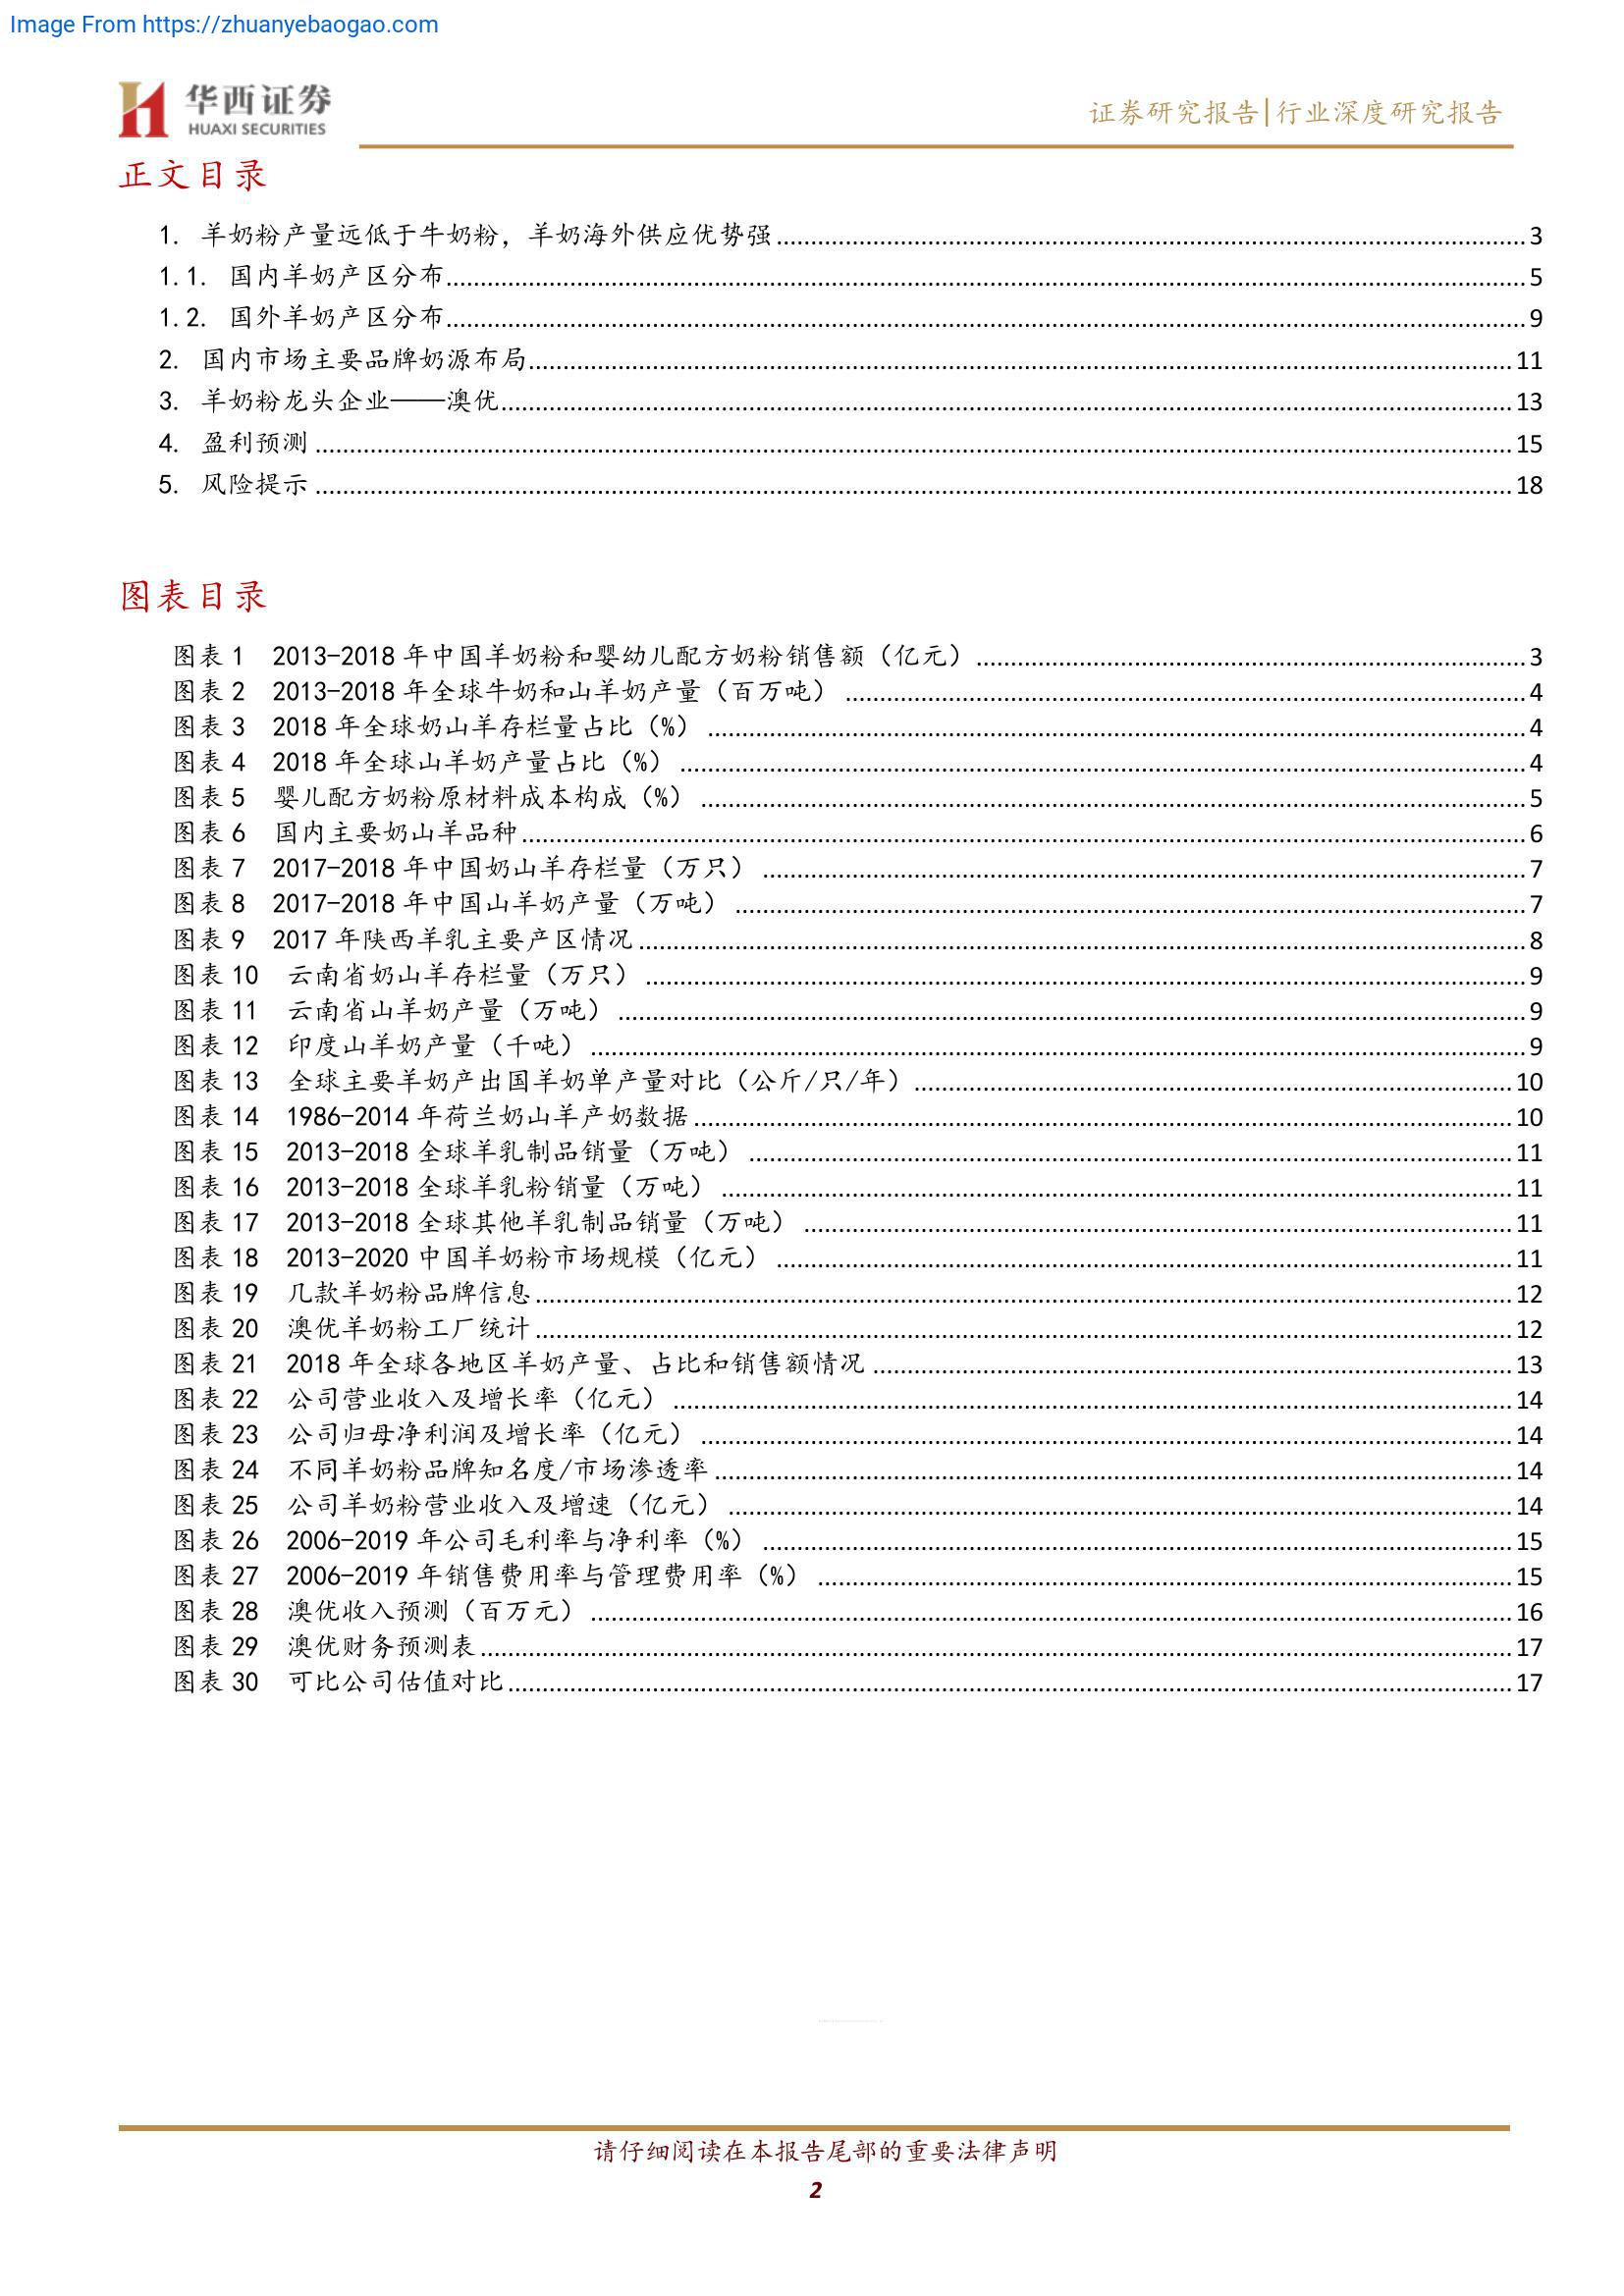 Image From https://zhuanyebaogao.com
华西证券
HUAXI SECURITIES
证券研究报告|行业深度研究报告
正文目录
1. 羊奶粉产量远低于牛奶粉，羊奶海外供应优势强 3
1.1. 国内羊奶产区分布 5
1.2. 国外羊奶产区分布 9
2. 国内市场主要品牌奶源布局 11
3. 羊奶粉龙头企业——澳优 13
4. 盈利预测 15
5. 风险提示 18
图表目录
图表 1 2013-2018 年中国羊奶粉和婴幼儿配方奶粉销售额（亿元） 3
图表 2 2013-2018 年全球牛奶和山羊奶产量（百万吨） 4
图表 3 2018 年全球奶山羊存栏量占比（%） 4
图表 4 2018 年全球山羊奶产量占比（%） 4
图表 5 婴儿配方奶粉原材料成本构成（%） 5
图表 6 国内主要奶山羊品种 6
图表 7 2017-2018 年中国奶山羊存栏量（万只） 7
图表 8 2017-2018 年中国山羊奶产量（万吨） 7
图表 9 2017 年陕西羊乳主要产区情况 8
图表 10 云南省奶山羊存栏量（万只） 9
图表 11 云南省山羊奶产量（万吨） 9
图表 12 印度山羊奶产量（千吨） 9
图表 13 全球主要羊奶产出国羊奶单产量对比（公斤/只/年） 10
图表 14 1986-2014 年荷兰奶山羊产奶数据 10
图表 15 2013-2018 全球羊乳制品销量（万吨） 11
图表 16 2013-2018 全球羊乳粉销量（万吨） 11
图表 17 2013-2018 全球其他羊乳制品销量（万吨） 11
图表 18 2013-2020 中国羊奶粉市场规模（亿元） 11
图表 19 几款羊奶粉品牌信息 12
图表 20 澳优羊奶粉工厂统计 12
图表 21 2018 年全球各地区羊奶产量、占比和销售额情况 13
图表 22 公司营业收入及增长率（亿元） 14
图表 23 公司归母净利润及增长率（亿元） 14
图表 24 不同羊奶粉品牌知名度/市场渗透率 14
图表 25 公司羊奶粉营业收入及增速（亿元） 14
图表 26 2006-2019 年公司毛利率与净利率（%） 15
图表 27 2006-2019 年销售费用率与管理费用率（%） 15
图表 28 澳优收入预测（百万元） 16
图表 29 澳优财务预测表 17
图表 30 可比公司估值对比 17
请仔细阅读在本报告尾部的重要法律声明
2